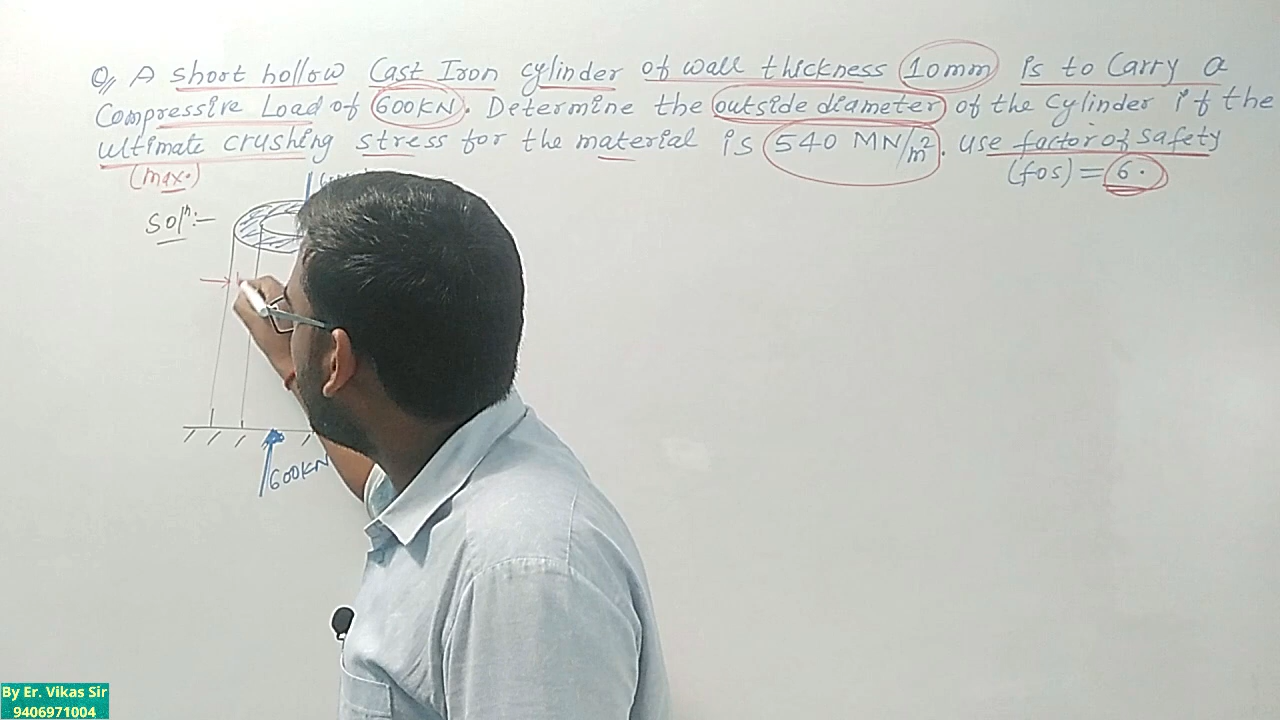 Q// A short hollow Cast Iron cylinder of wall thickness 10mm is to Carry a
Compressive Load of 600KN. Determine the outside diameter of the cylinder if the
ultimate crushing stress for the material is 540 MN/m². use factor of safety
(max.)
(fos) = 6.
Solⁿ:-
600KN
By Er. Vikas Sir
9406971004